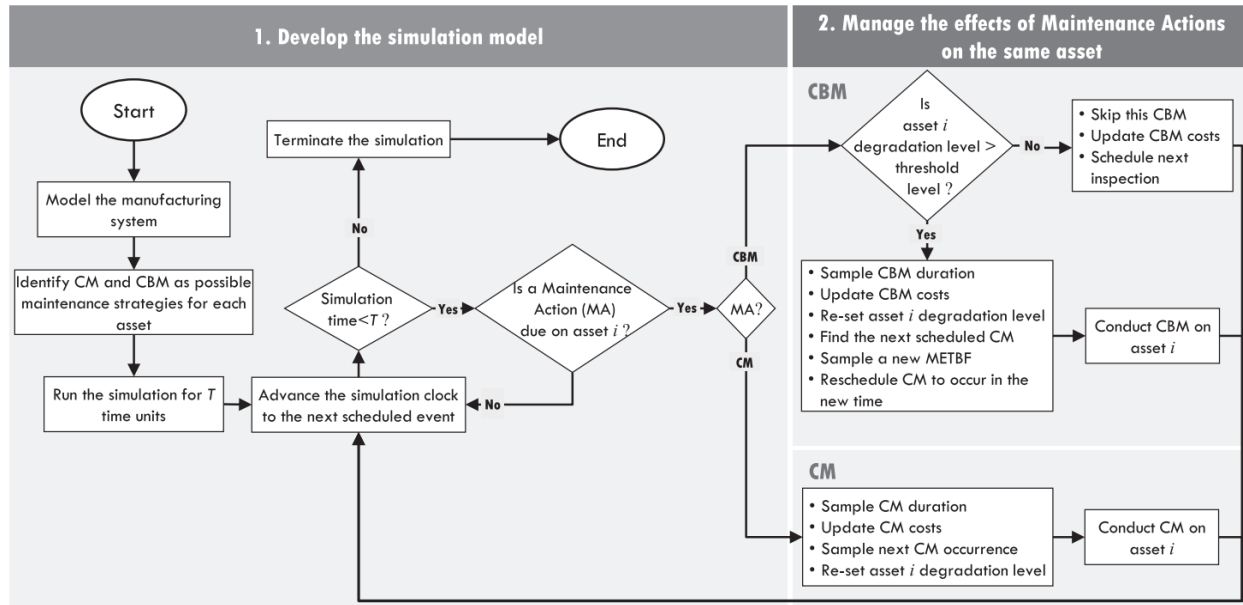 1. Develop the simulation model
2. Manage the effects of Maintenance Actions
on the same asset
Start
Model the manufacturing
system
Identify CM and CBM as possible
maintenance strategies for each
asset
Run the simulation for T
time units
Terminate the simulation
End
No
Simulation
time<T ?
Yes
Advance the simulation clock
to the next scheduled event
Is a Maintenance
Action (MA)
due on asset i ?
No
Yes
MA?
CBM
CM
CBM
Is
asset i
degradation level >
threshold
level ?
No
• Skip this CBM
• Update CBM costs
• Schedule next
inspection
Yes
• Sample CBM duration
• Update CBM costs
• Re-set asset i degradation level
• Find the next scheduled CM
• Sample a new METBF
• Reschedule CM to occur in the
new time
Conduct CBM on
asset i
CM
• Sample CM duration
• Update CM costs
• Sample next CM occurrence
• Re-set asset i degradation level
Conduct CM on
asset i